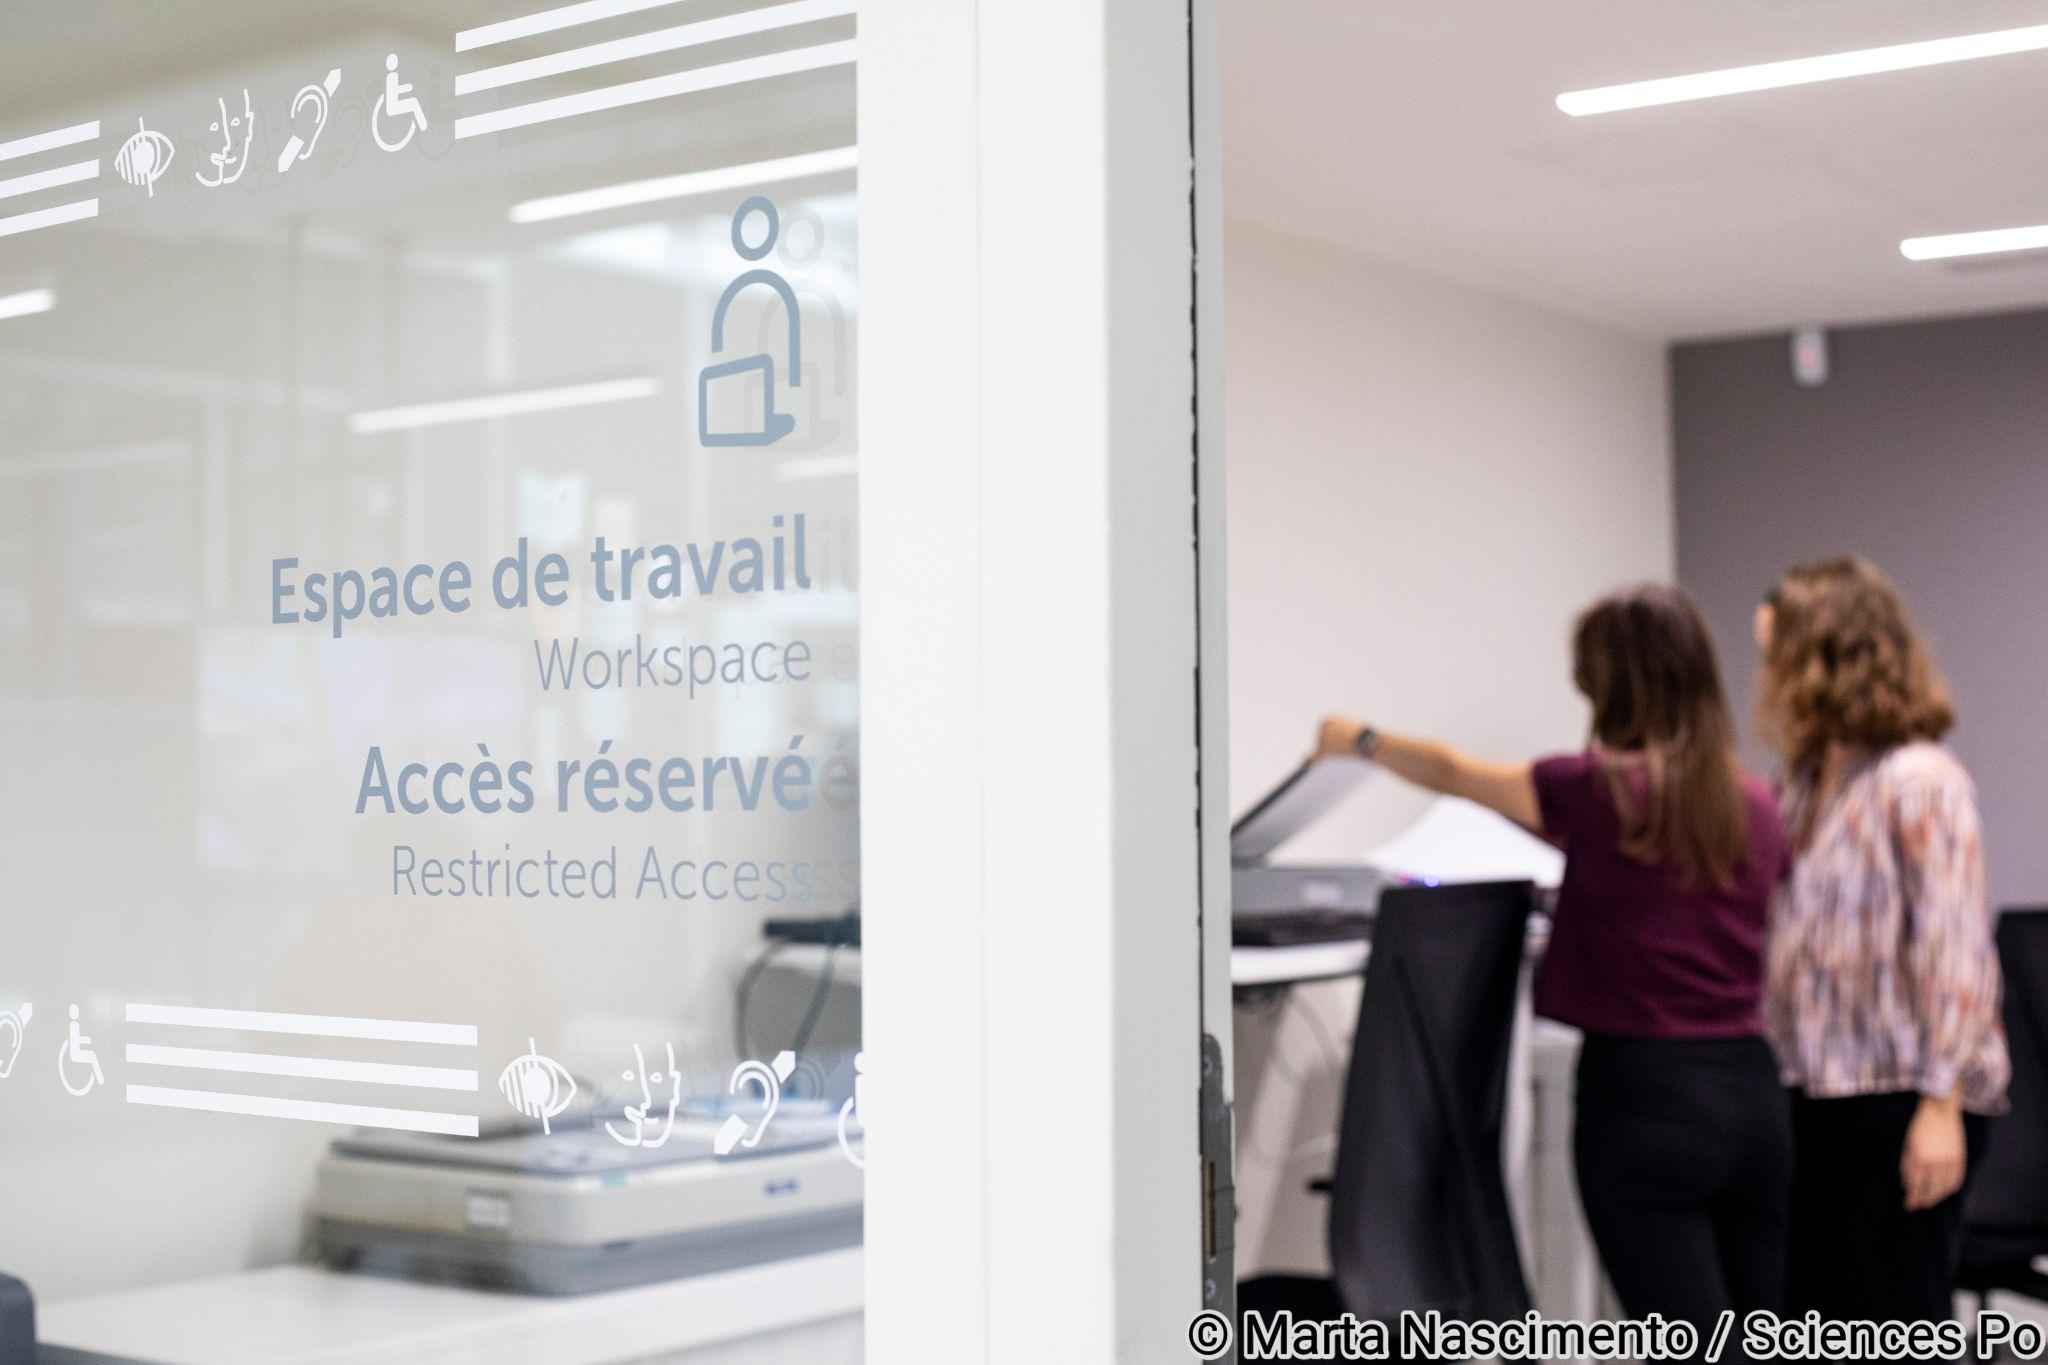 Espace de travail
Workspace
Accès réservé
Restricted Access
© Marta Nascimento / Sciences Po